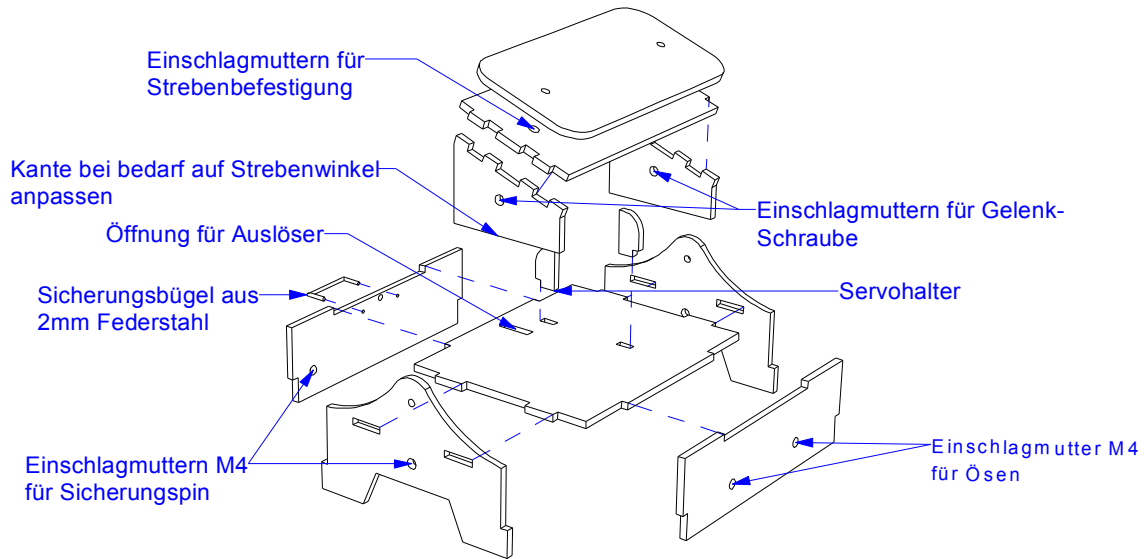 Einschlagmuttern für
Strebenbefestigung
Kante bei bedarf auf Strebenwinkel
anpassen
Einschlagmuttern für Gelenk-
Schraube
Öffnung für Auslöser
Sicherungsbügel aus
2mm Federstahl
Servohalter
Einschlagmuttern M4
für Sicherungspin
Einschlagmutter M4
für Ösen